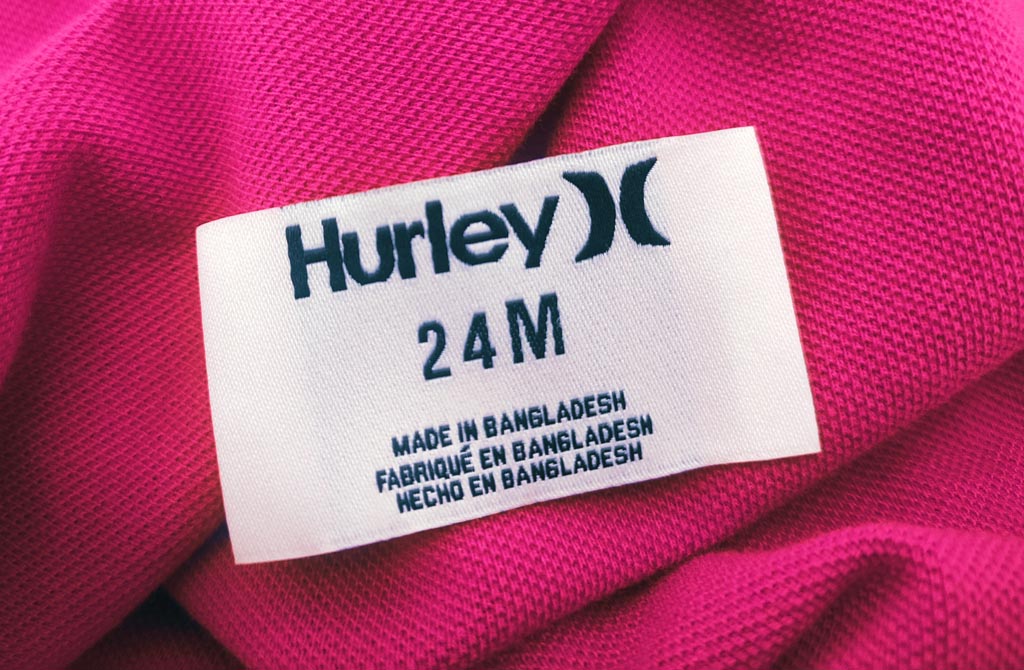 Hurley
24M
MADE IN BANGLADESH
FABRIQUÉ EN BANGLADESH
HECHO EN BANGLADESH